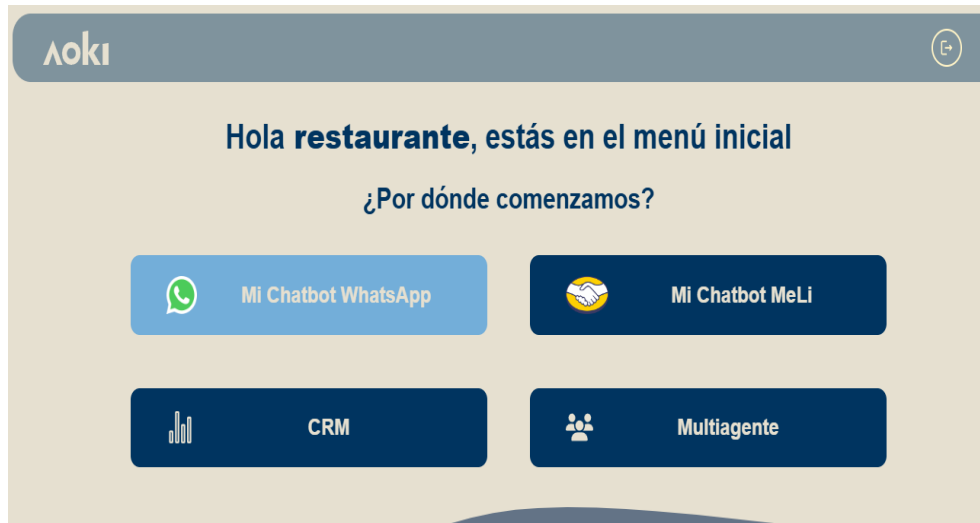 Aoki
Hola restaurante, estás en el menú inicial
¿Por dónde comenzamos?
Mi Chatbot WhatsApp
Mi Chatbot MeLi
CRM
Multiagente